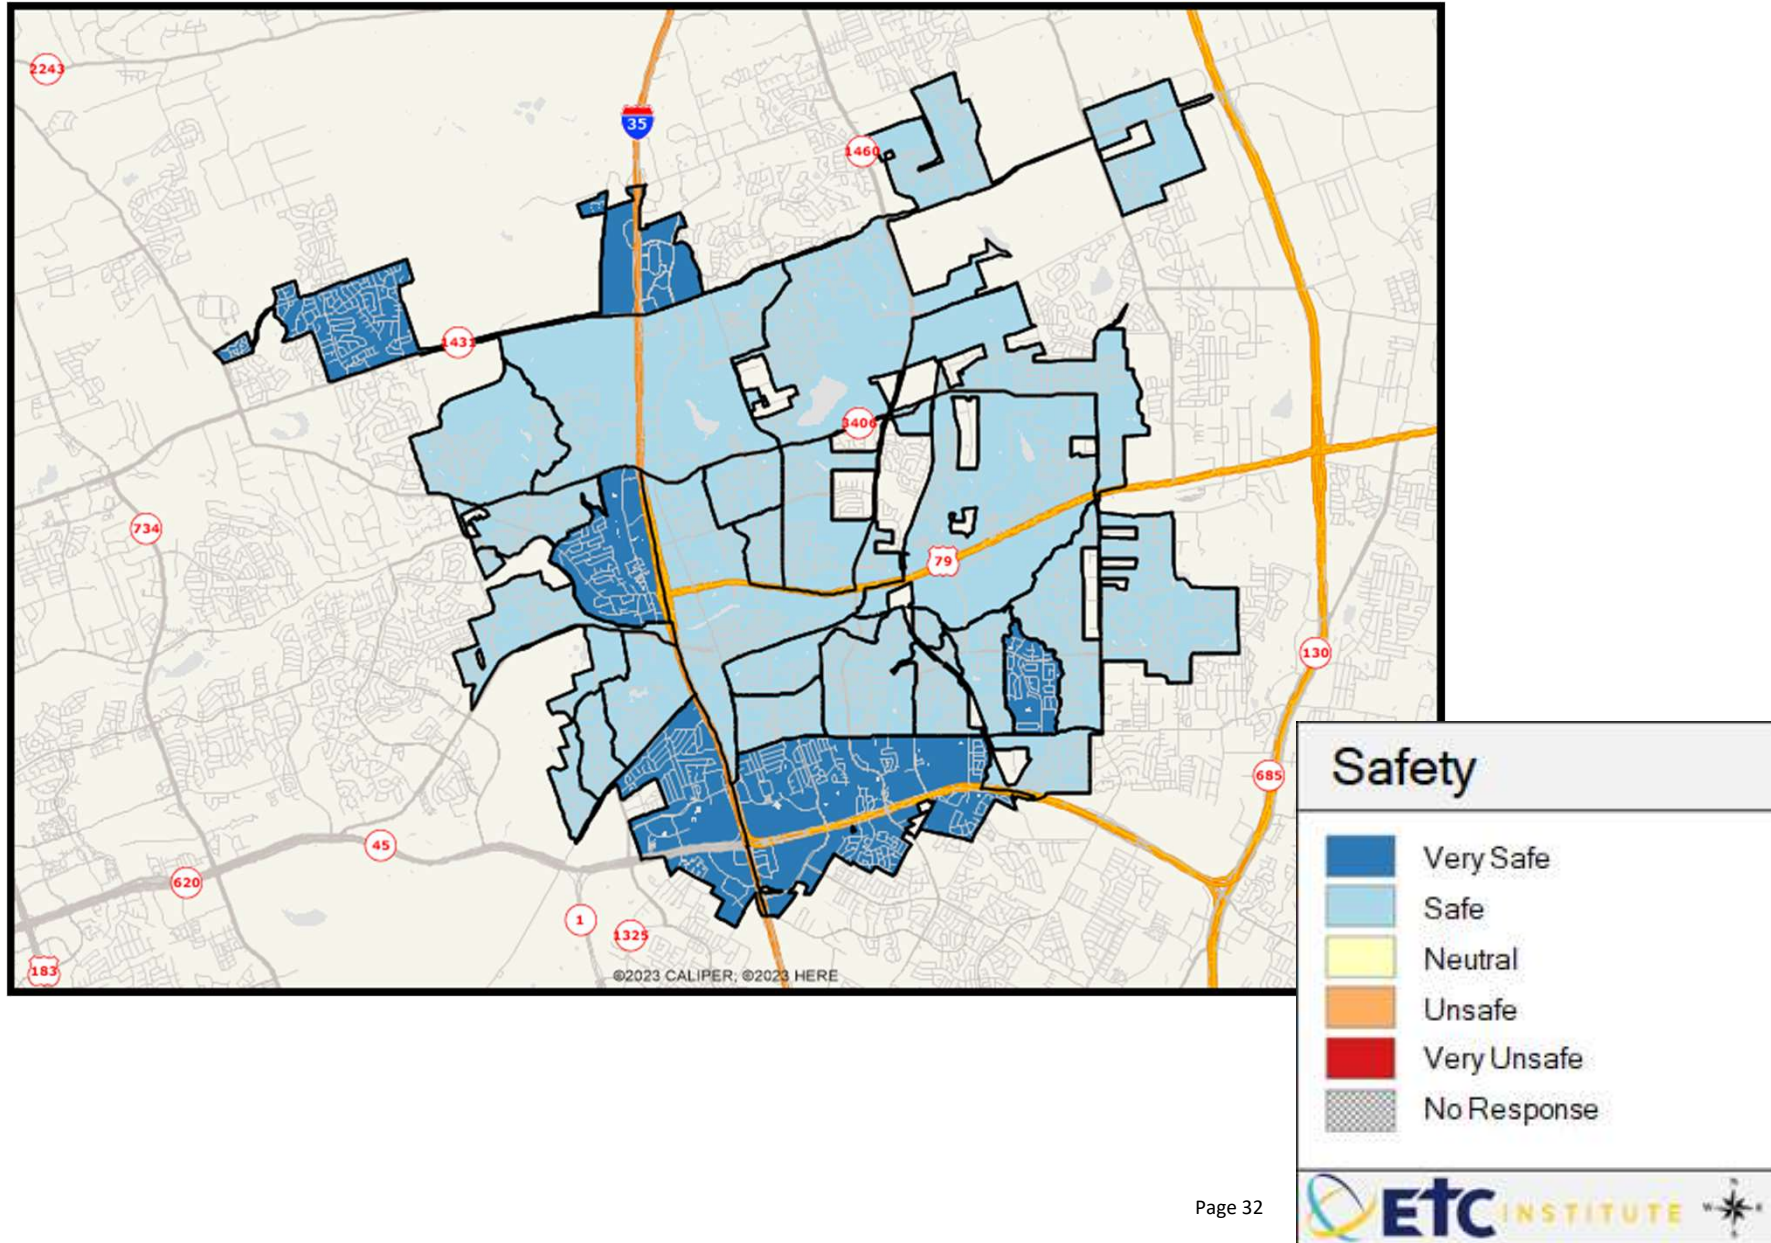 2243
35
1460
1431
3406
734
79
130
685
45
620
1
1325
183
©2023 CALIPER; ©2023 HERE
Safety
Very Safe
Safe
Neutral
Unsafe
Very Unsafe
No Response
Page 32
ETC INSTITUTE